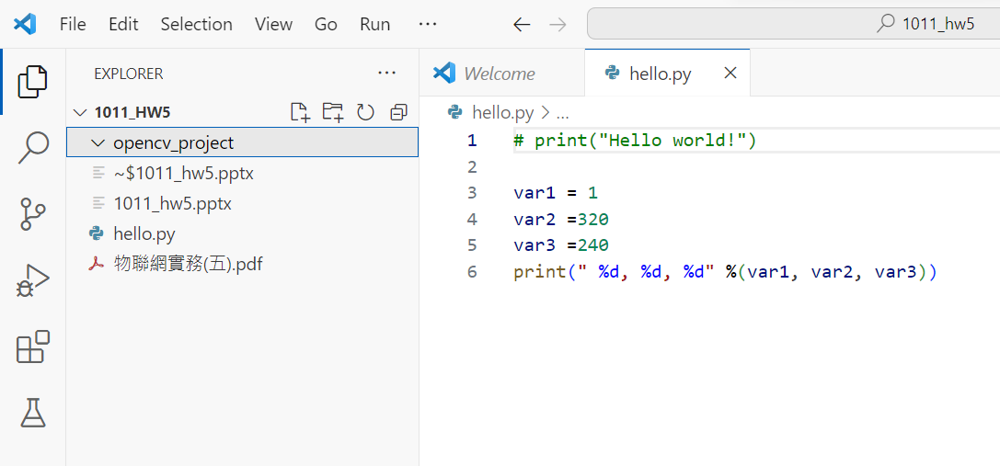 File Edit Selection View Go Run ··· 1011_hw5
EXPLORER ···
1011_HW5
opencv_project
~$1011_hw5.pptx
1011_hw5.pptx
hello.py
物聯網實務(五).pdf
Welcome hello.py
hello.py > ...
1 # print("Hello world!")
2
3 var1 = 1
4 var2 =320
5 var3 =240
6 print(" %d, %d, %d" %(var1, var2, var3))